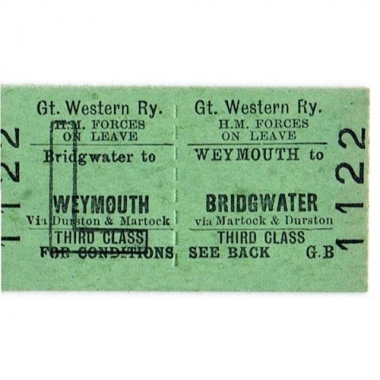 Gt. Western Ry.
H.M. FORCES
ON LEAVE
Bridgwater to
WEYMOUTH
Via Durston & Martock
THIRD CLASS
FOR CONDITIONS
Gt. Western Ry.
H.M. FORCES
ON LEAVE
WEYMOUTH to
BRIDGWATER
via Martock & Durston
THIRD CLASS
SEE BACK G.B
1122
1122